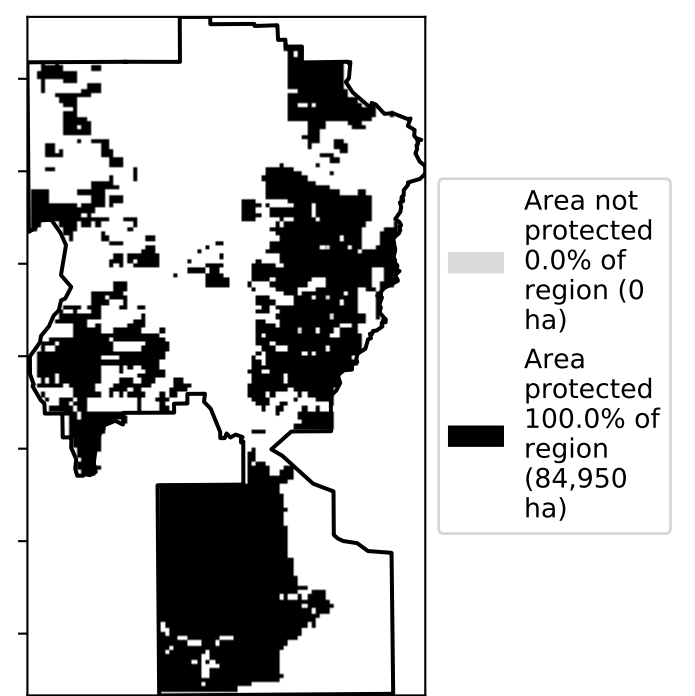 Area not
protected
0.0% of
region (0
ha)
Area
protected
100.0% of
region
(84,950
ha)